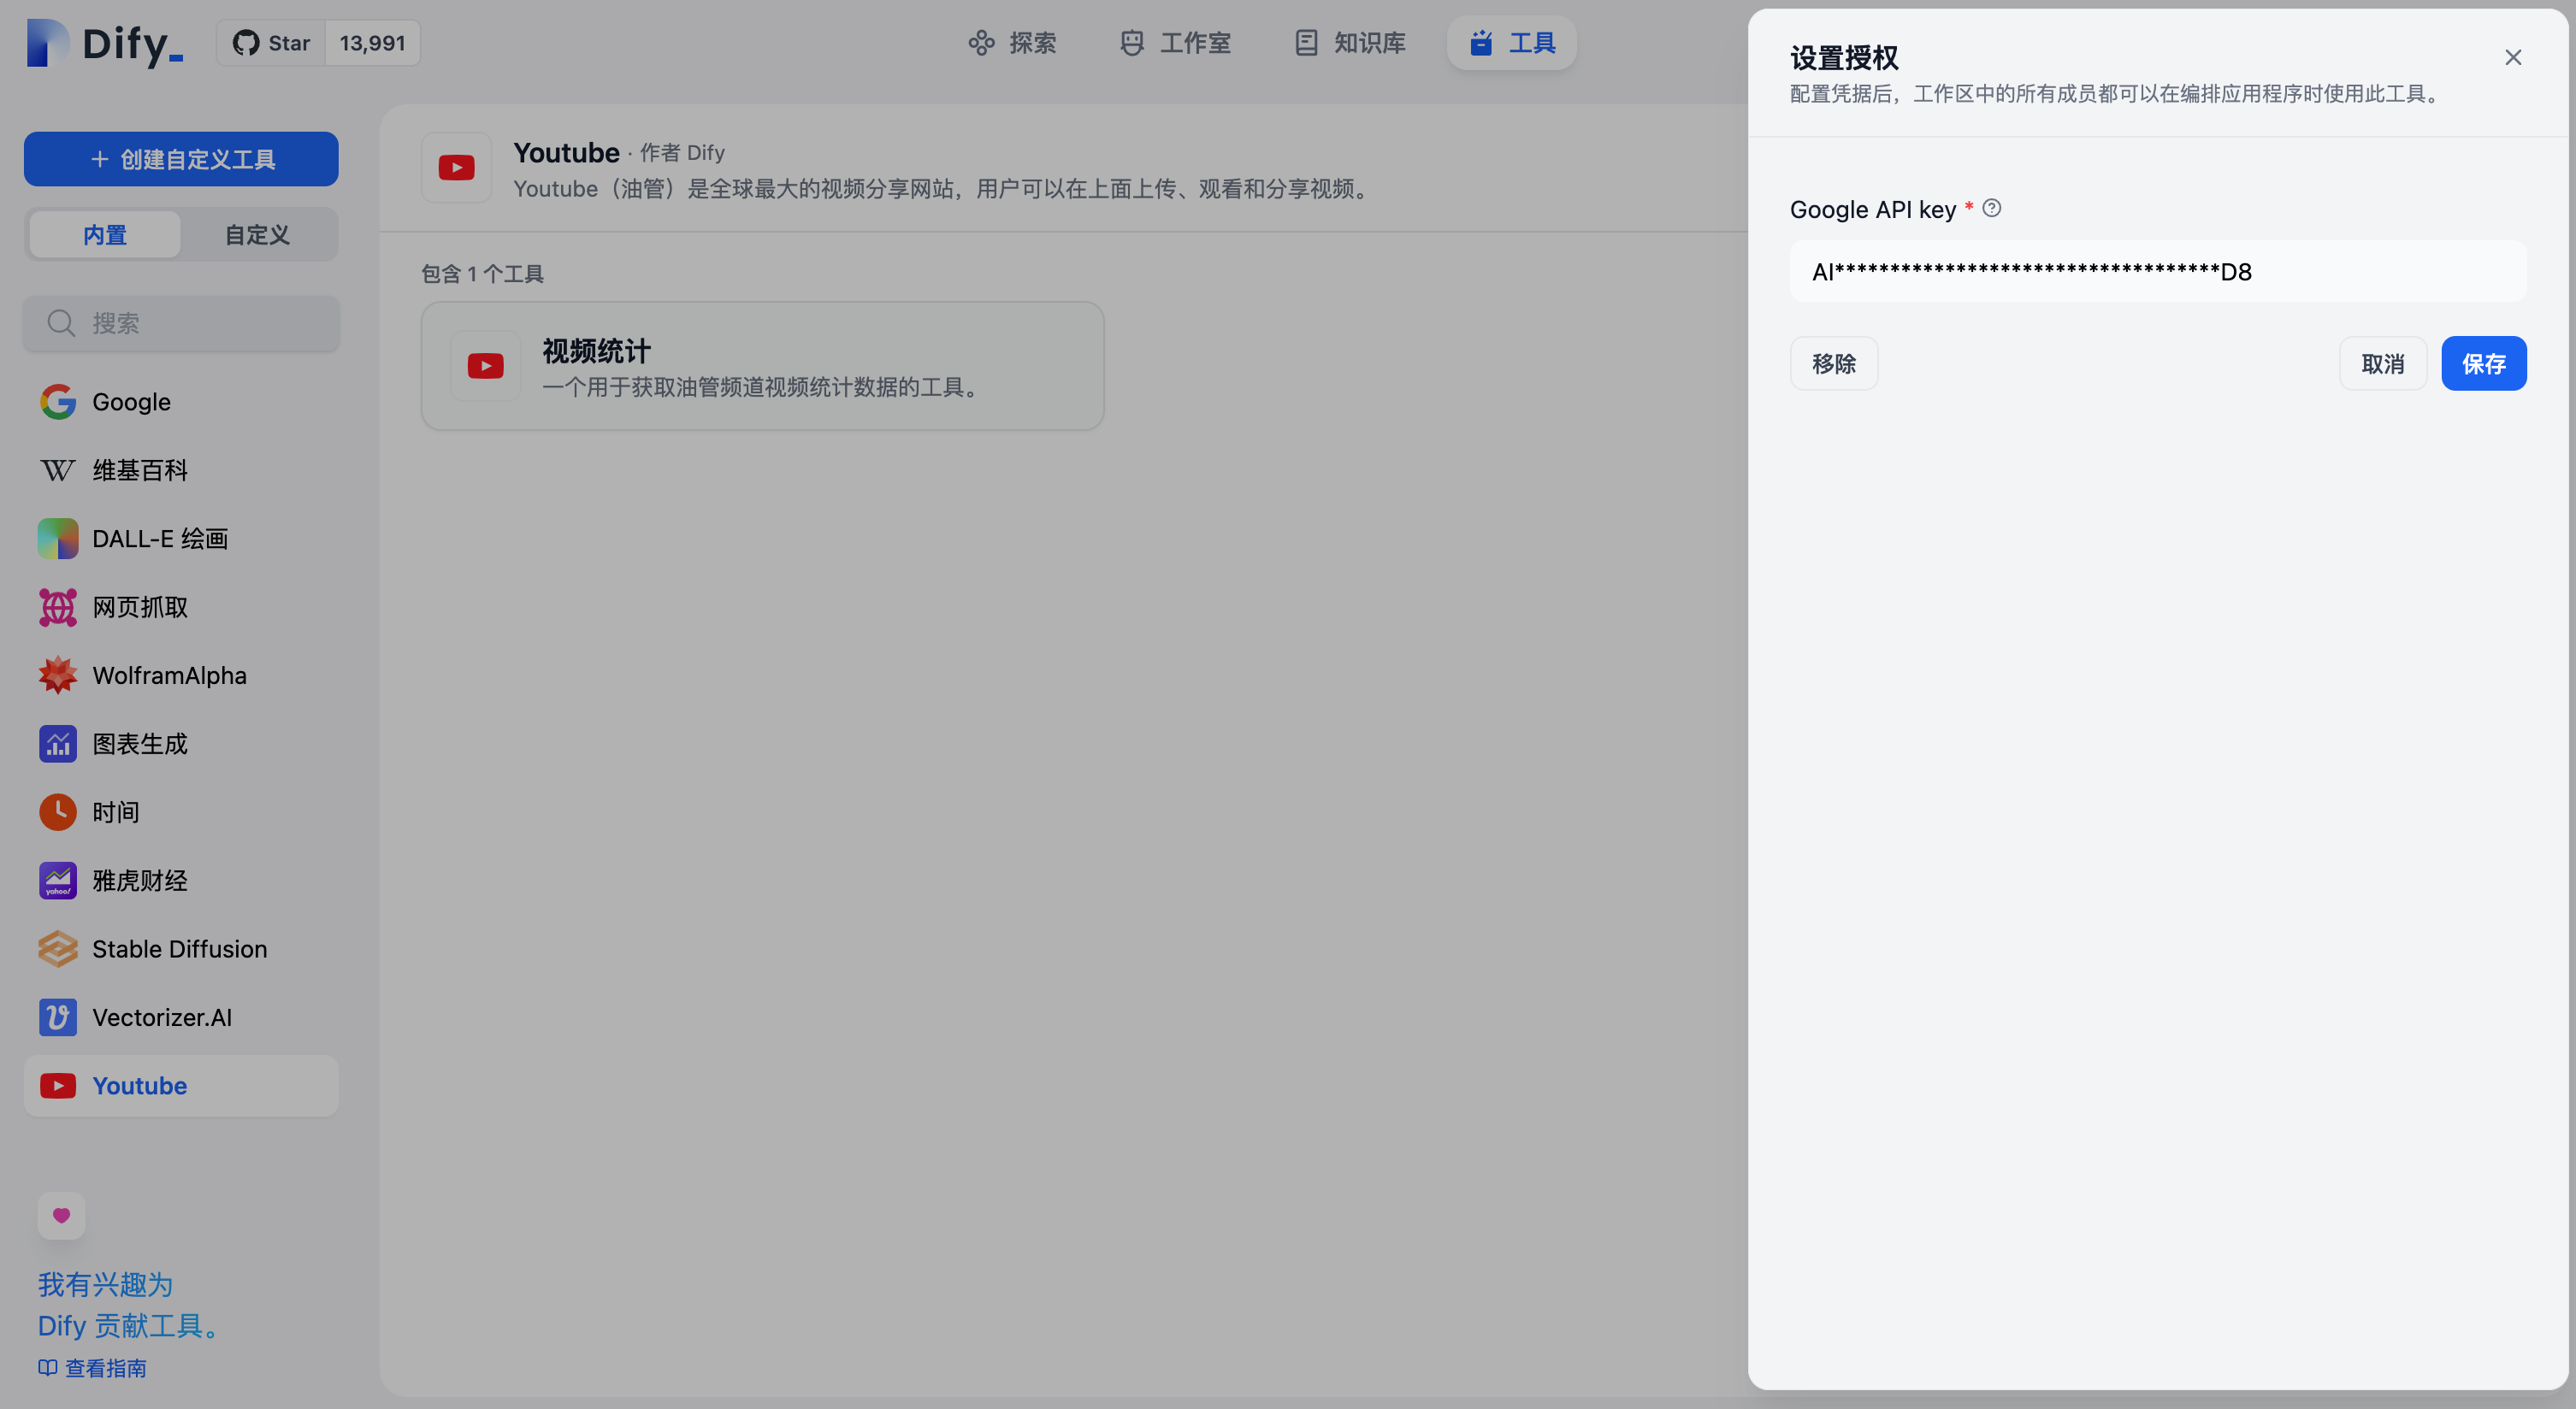 Dify_
Star 13,991
探索
工作室
知识库
工具
创建自定义工具
内置
自定义
搜索
Google
维基百科
DALL-E 绘画
网页抓取
WolframAlpha
图表生成
时间
yahoo!
雅虎财经
Stable Diffusion
Vectorizer.AI
Youtube
我有兴趣为
Dify 贡献工具。
查看指南
Youtube · 作者 Dify
Youtube（油管）是全球最大的视频分享网站，用户可以在上面上传、观看和分享视频。
包含 1 个工具
视频统计
一个用于获取油管频道视频统计数据的工具。
设置授权
配置凭据后，工作区中的所有成员都可以在编排应用程序时使用此工具。
Google API key *
AI***********************************D8
移除
取消
保存